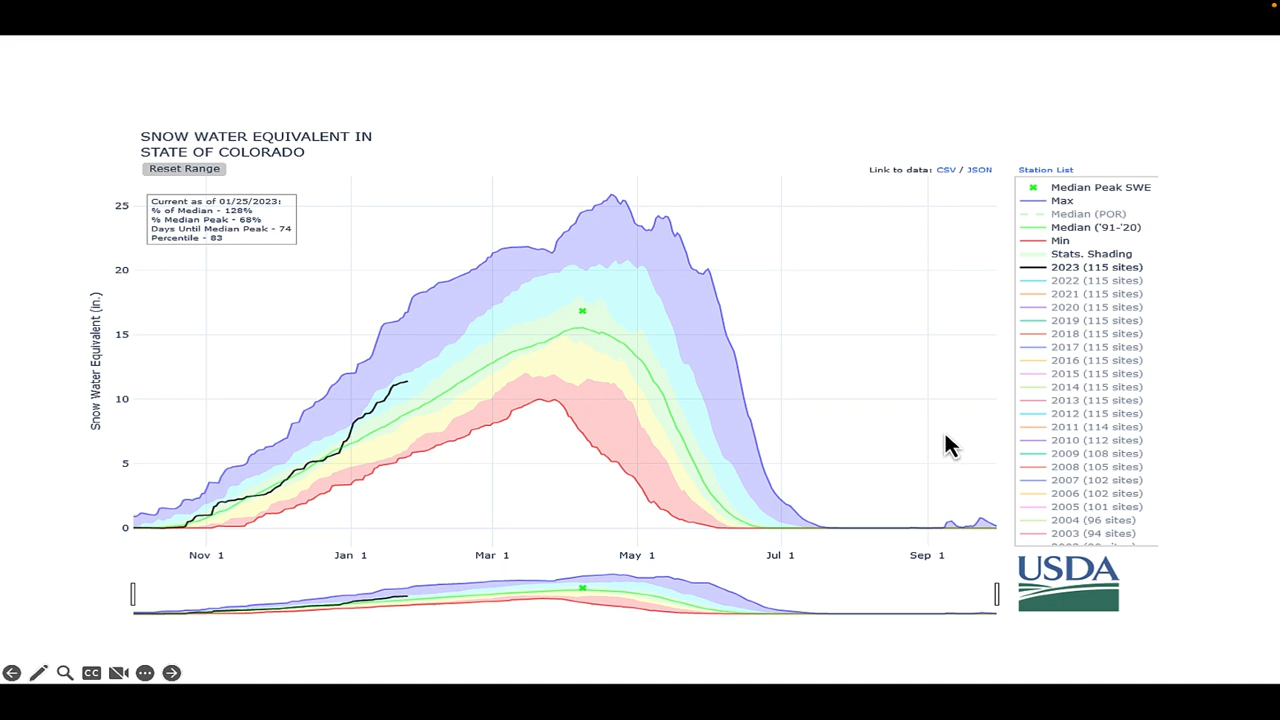 SNOW WATER EQUIVALENT IN
STATE OF COLORADO
Reset Range
Link to data: CSV / JSON
Station List
Current as of 01/25/2023:
% of Median - 128%
% Median Peak - 68%
Days Until Median Peak - 74
Percentile - 83
Snow Water Equivalent (in.)
25
20
15
10
5
0
Nov 1
Jan 1
Mar 1
May 1
Jul 1
Sep 1
Median Peak SWE
Max
Median (POR)
Median ('91-'20)
Min
Stats. Shading
2023 (115 sites)
2022 (115 sites)
2021 (115 sites)
2020 (115 sites)
2019 (115 sites)
2018 (115 sites)
2017 (115 sites)
2016 (115 sites)
2015 (115 sites)
2014 (115 sites)
2013 (115 sites)
2012 (115 sites)
2011 (114 sites)
2010 (112 sites)
2009 (108 sites)
2008 (105 sites)
2007 (102 sites)
2006 (102 sites)
2005 (101 sites)
2004 (96 sites)
2003 (94 sites)
USDA
CC